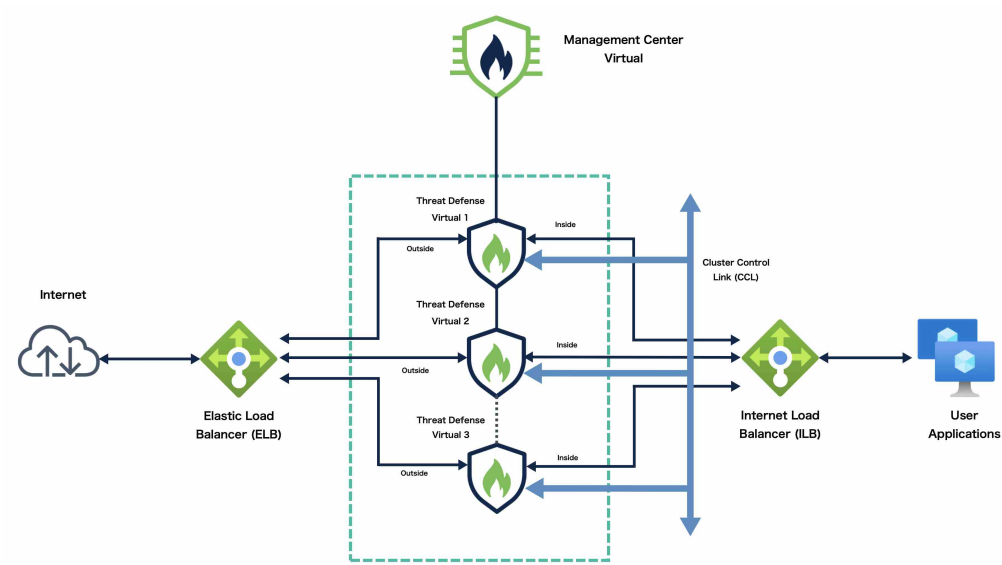 Management Center
Virtual
Threat Defense
Virtual 1
Inside
Outside
Cluster Control
Link (CCL)
Internet
Threat Defense
Virtual 2
Inside
Outside
Elastic Load
Balancer (ELB)
Threat Defense
Virtual 3
Inside
Outside
Internet Load
Balancer (ILB)
User
Applications